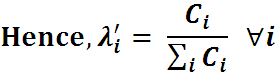 Hence, λ′ᵢ = Cᵢ / ∑ᵢ Cᵢ ∀i